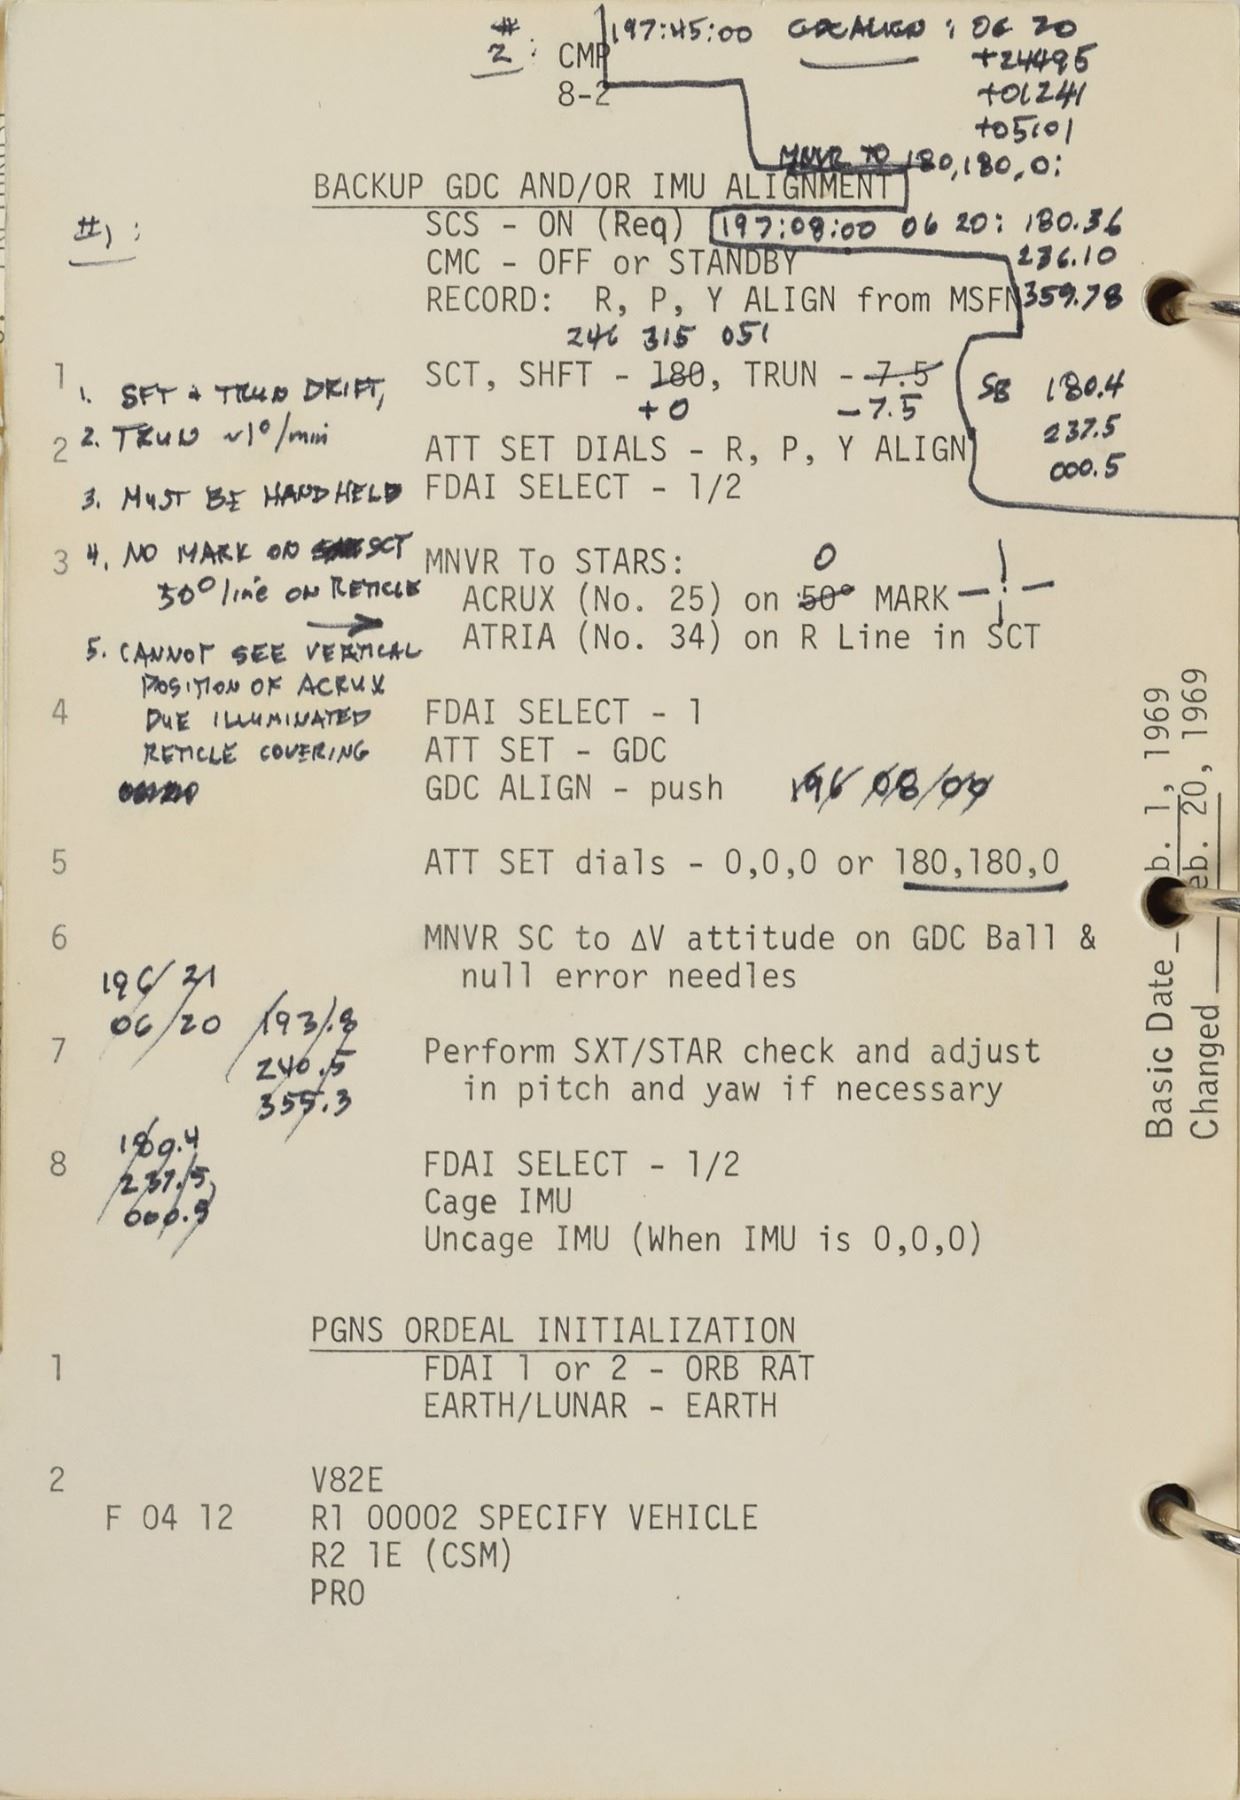 # 2: CMP 197:45:00 GDC ALIGN : 06 20
+24495
8-2 +01241
+05101
MNVR TO 180,180,0:
BACKUP GDC AND/OR IMU ALIGNMENT
#1: SCS - ON (Req) 197:08:00 06 20: 180.36
CMC - OFF or STANDBY 236.10
RECORD: R, P, Y ALIGN from MSFN 359.78
246 315 051
1 SCT, SHFT - 180, TRUN - 7.5
+0 -7.5
SB 180.4
237.5
000.5
1. SFT & TRUN DRIFT,
2. TRUN ~1°/min
2 ATT SET DIALS - R, P, Y ALIGN
3. MUST BE HANDHELD
FDAI SELECT - 1/2
4. NO MARK ON SCT
50° line ON RETICLE
3 MNVR To STARS:
0
ACRUX (No. 25) on 50° MARK
ATRIA (No. 34) on R Line in SCT
5. CANNOT SEE VERTICAL
POSITION OF ACRUX
DUE ILLUMINATED
RETICLE COVERING
4 FDAI SELECT - 1
ATT SET - GDC
GDC ALIGN - push 196 08/00
5 ATT SET dials - 0,0,0 or 180,180,0
6 MNVR SC to ΔV attitude on GDC Ball &
null error needles
196/21
06/20 193.8
240.5
355.3
7 Perform SXT/STAR check and adjust
in pitch and yaw if necessary
180.4
237.5
000.5
8 FDAI SELECT - 1/2
Cage IMU
Uncage IMU (When IMU is 0,0,0)
PGNS ORDEAL INITIALIZATION
1 FDAI 1 or 2 - ORB RAT
EARTH/LUNAR - EARTH
2 V82E
F 04 12 R1 00002 SPECIFY VEHICLE
R2 1E (CSM)
PRO
Basic Date eb. 1, 1969
Changed eb. 20, 1969